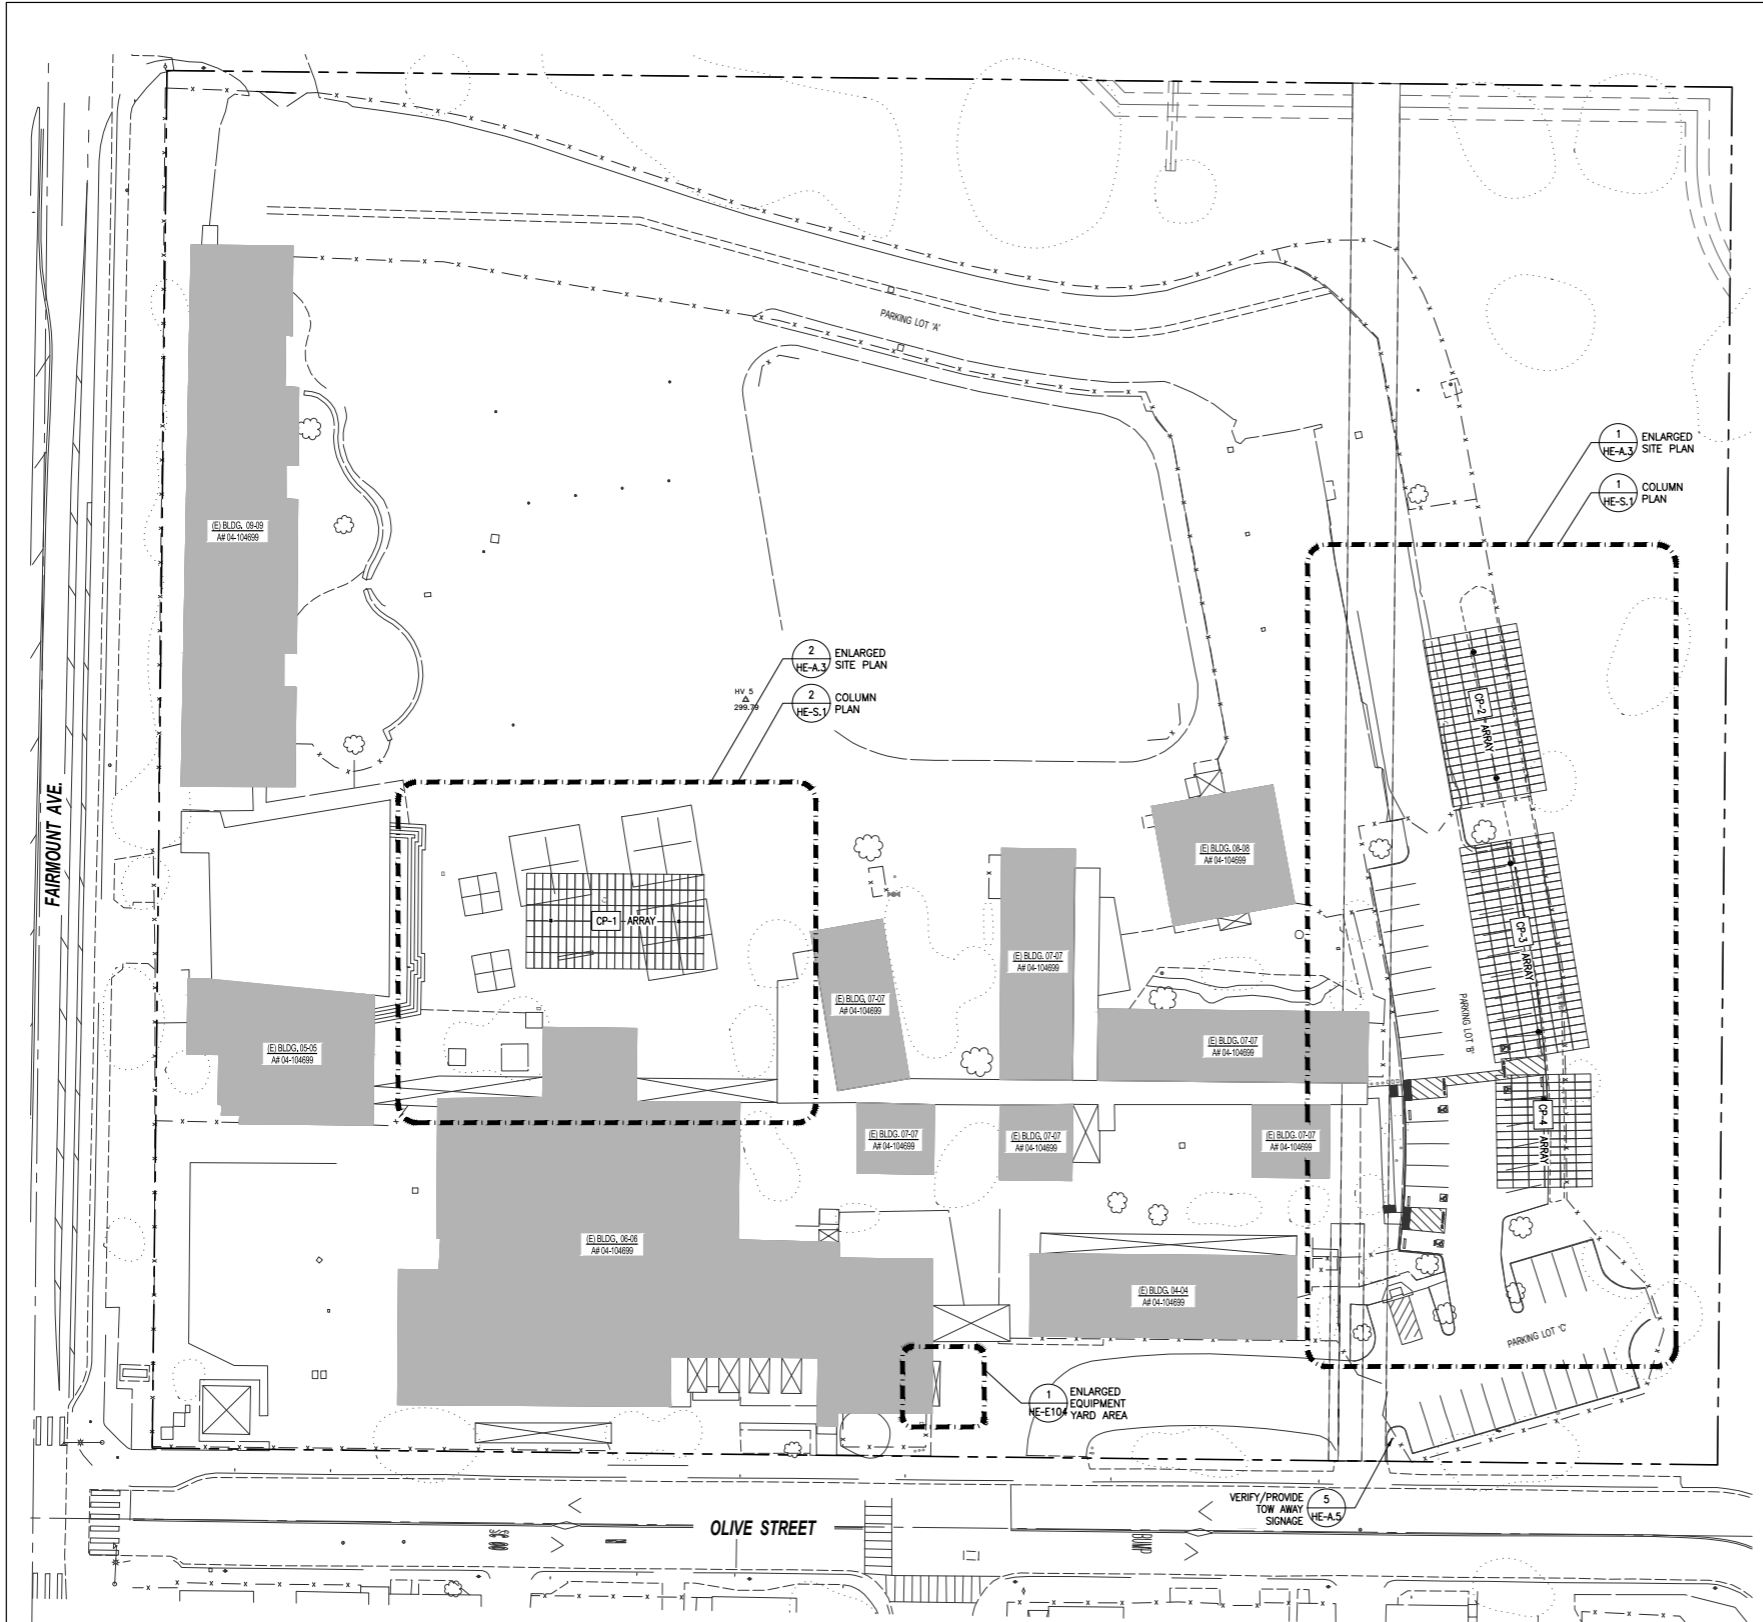 PARKING LOT 'A'
1
HE-A.3
ENLARGED
SITE PLAN
1
HE-S.1
COLUMN
PLAN
(E) BLDG. 09-09
A# 04-104699
2
HE-A.3
ENLARGED
SITE PLAN
2
HE-S.1
COLUMN
PLAN
HV 5
299.79
CP-2
ARRAY
FAIRMOUNT AVE.
(E) BLDG. 08-08
A# 04-104699
CP-1
ARRAY
CP-3
ARRAY
(E) BLDG. 07-07
A# 04-104699
(E) BLDG. 07-07
A# 04-104699
PARKING LOT 'B'
(E) BLDG. 05-05
A# 04-104699
(E) BLDG. 07-07
A# 04-104699
CP-4
ARRAY
(E) BLDG. 07-07
A# 04-104699
(E) BLDG. 07-07
A# 04-104699
(E) BLDG. 07-07
A# 04-104699
(E) BLDG. 06-06
A# 04-104699
(E) BLDG. 04-04
A# 04-104699
PARKING LOT 'C'
1
HE-E104
ENLARGED
EQUIPMENT
YARD AREA
VERIFY/PROVIDE
TOW AWAY
SIGNAGE
5
HE-A.5
OLIVE STREET
BUMP